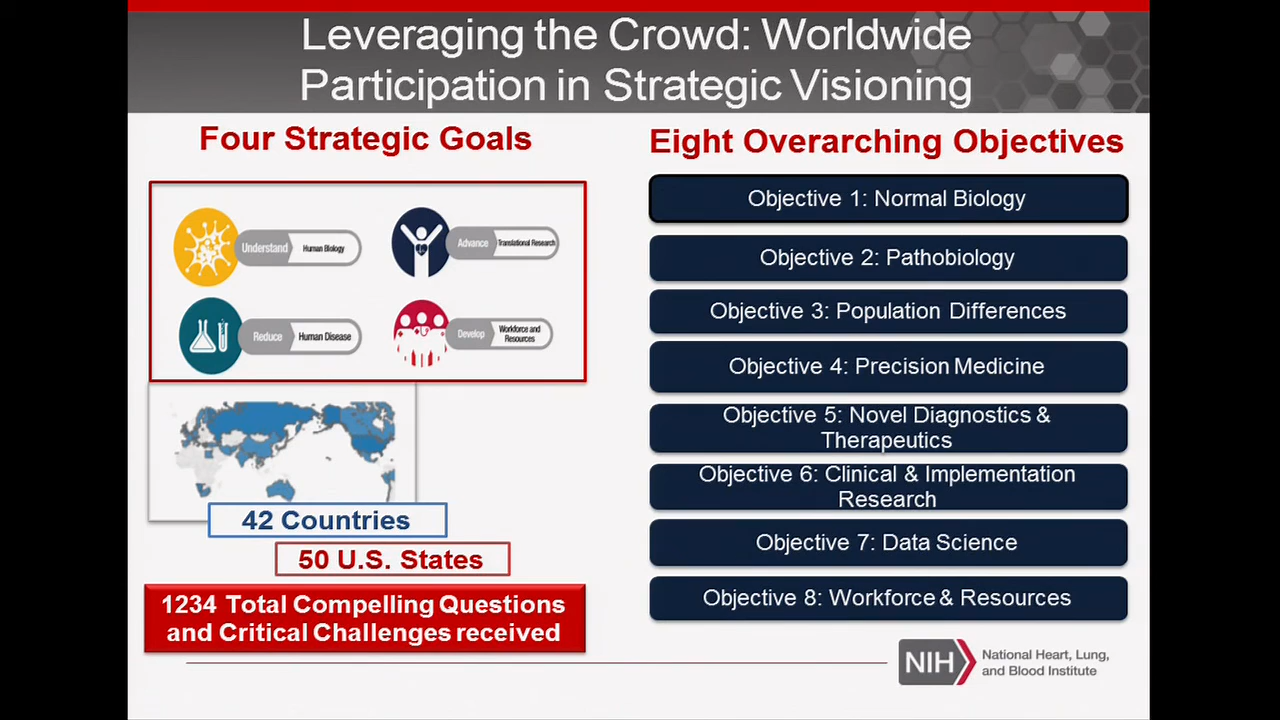 Leveraging the Crowd: Worldwide
Participation in Strategic Visioning
Four Strategic Goals
Understand Human Biology
Advance Translational Research
Reduce Human Disease
Develop Workforce and
Resources
42 Countries
50 U.S. States
1234 Total Compelling Questions
and Critical Challenges received
Eight Overarching Objectives
Objective 1: Normal Biology
Objective 2: Pathobiology
Objective 3: Population Differences
Objective 4: Precision Medicine
Objective 5: Novel Diagnostics &
Therapeutics
Objective 6: Clinical & Implementation
Research
Objective 7: Data Science
Objective 8: Workforce & Resources
NIH
National Heart, Lung,
and Blood Institute